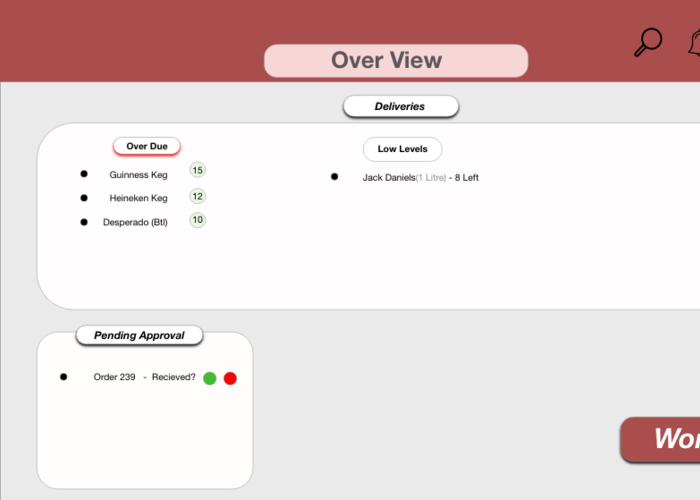 Over View
Deliveries
Over Due
Low Levels
Guinness Keg 15
Jack Daniels(1 Litre) - 8 Left
Heineken Keg 12
Desperado (Btl) 10
Pending Approval
Order 239 - Recieved?